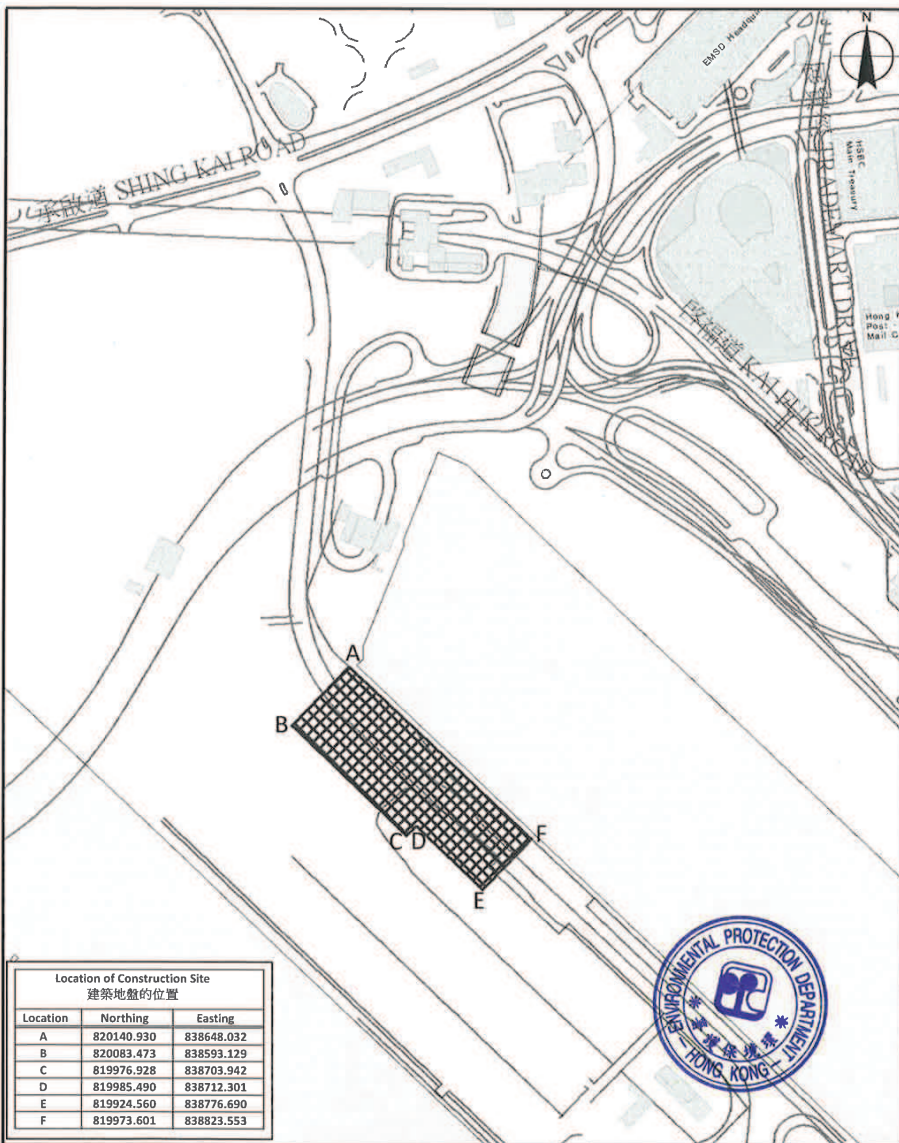 N
EMSD Headqu
HSBC
Main Treasury
承啟道 SHING KAI ROAD
TRADEMART DRIVE
Hong K
Post
Mail C
啟福道 KAI FUK ROAD
A
B
C D
E
F
Location of Construction Site
建築地盤的位置
Location Northing Easting
A 820140.930 838648.032
B 820083.473 838593.129
C 819976.928 838703.942
D 819985.490 838712.301
E 819924.560 838776.690
F 819973.601 838823.553
ENVIRONMENTAL PROTECTION DEPARTMENT
HONG KONG
環境保護署